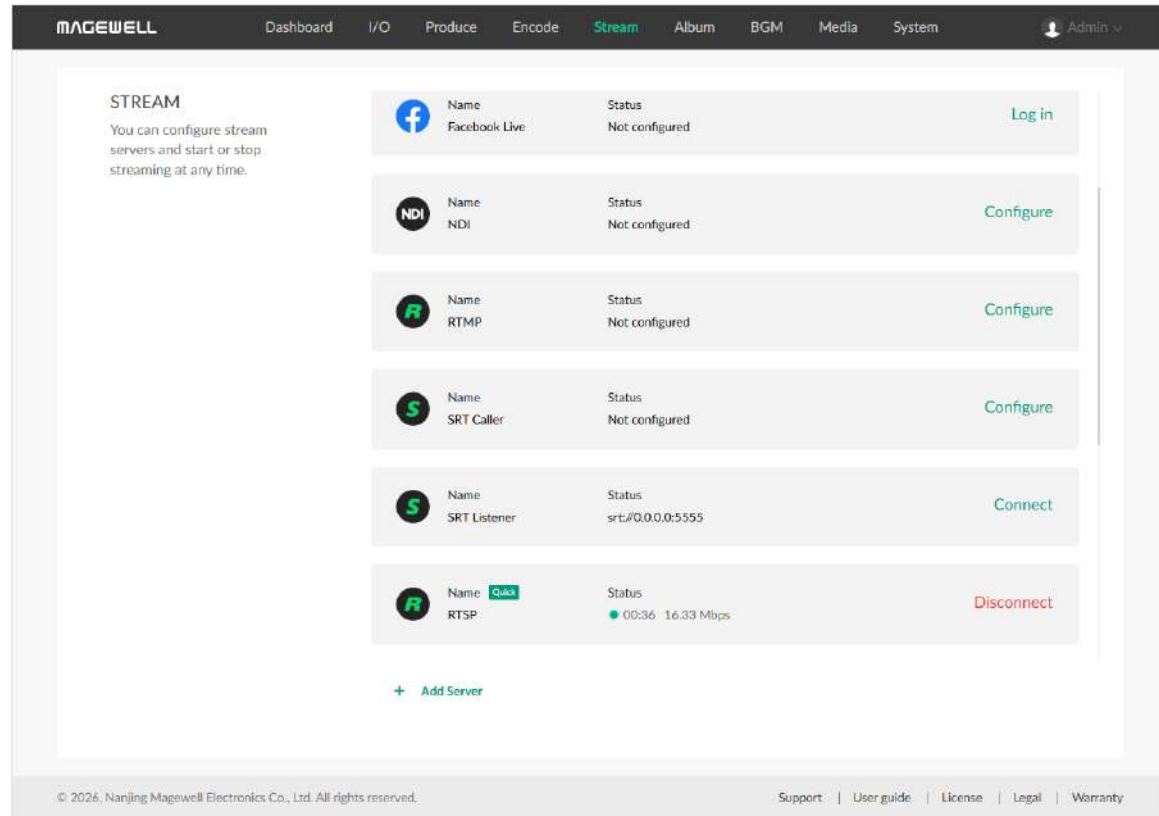 MAGEWELL Dashboard I/O Produce Encode Stream Album BGM Media System Admin
STREAM
You can configure stream
servers and start or stop
streaming at any time.
Name Status
Facebook Live Not configured Log in
NDI Name Status
NDI Not configured Configure
R Name Status
RTMP Not configured Configure
S Name Status
SRT Caller Not configured Configure
S Name Status
SRT Listener srt://0.0.0.0:5555 Connect
R Name Quick Status
RTSP 00:36 16.33 Mbps Disconnect
+ Add Server
© 2026, Nanjing Magewell Electronics Co., Ltd. All rights reserved. Support | User guide | License | Legal | Warranty